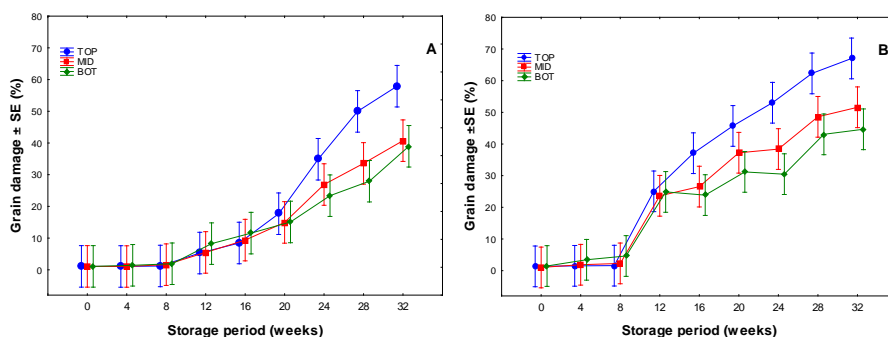 80
70
60
50
40
30
20
10
0
Grain damage ± SE (%)
TOP
MID
BOT
A
0 4 8 12 16 20 24 28 32
Storage period (weeks)
80
70
60
50
40
30
20
10
0
Grain damage ±SE (%)
TOP
MID
BOT
B
0 4 8 12 16 20 24 28 32
Storage period (weeks)